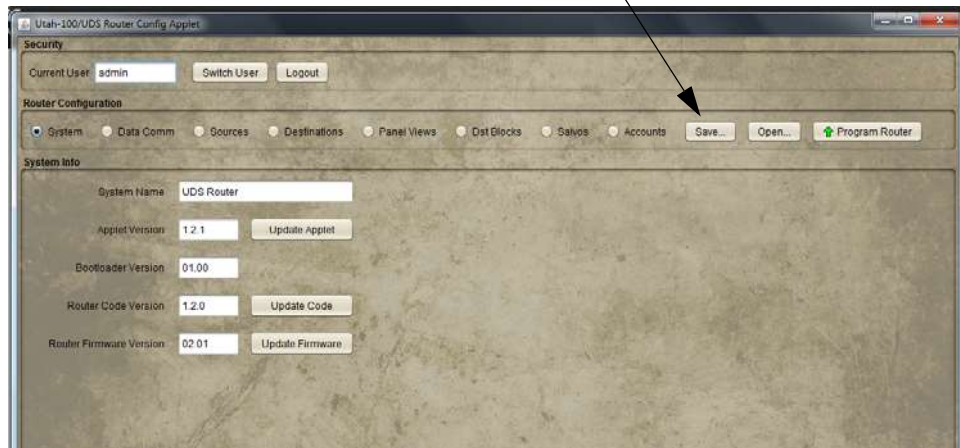 Utah-100/UDS Router Config Applet
Security
Current User admin Switch User Logout
Router Configuration
System Data Comm Sources Destinations Panel Views Dst Blocks Salvos Accounts Save... Open... Program Router
System Info
System Name UDS Router
Applet Version 1.2.1 Update Applet
Bootloader Version 01.00
Router Code Version 1.2.0 Update Code
Router Firmware Version 02.01 Update Firmware